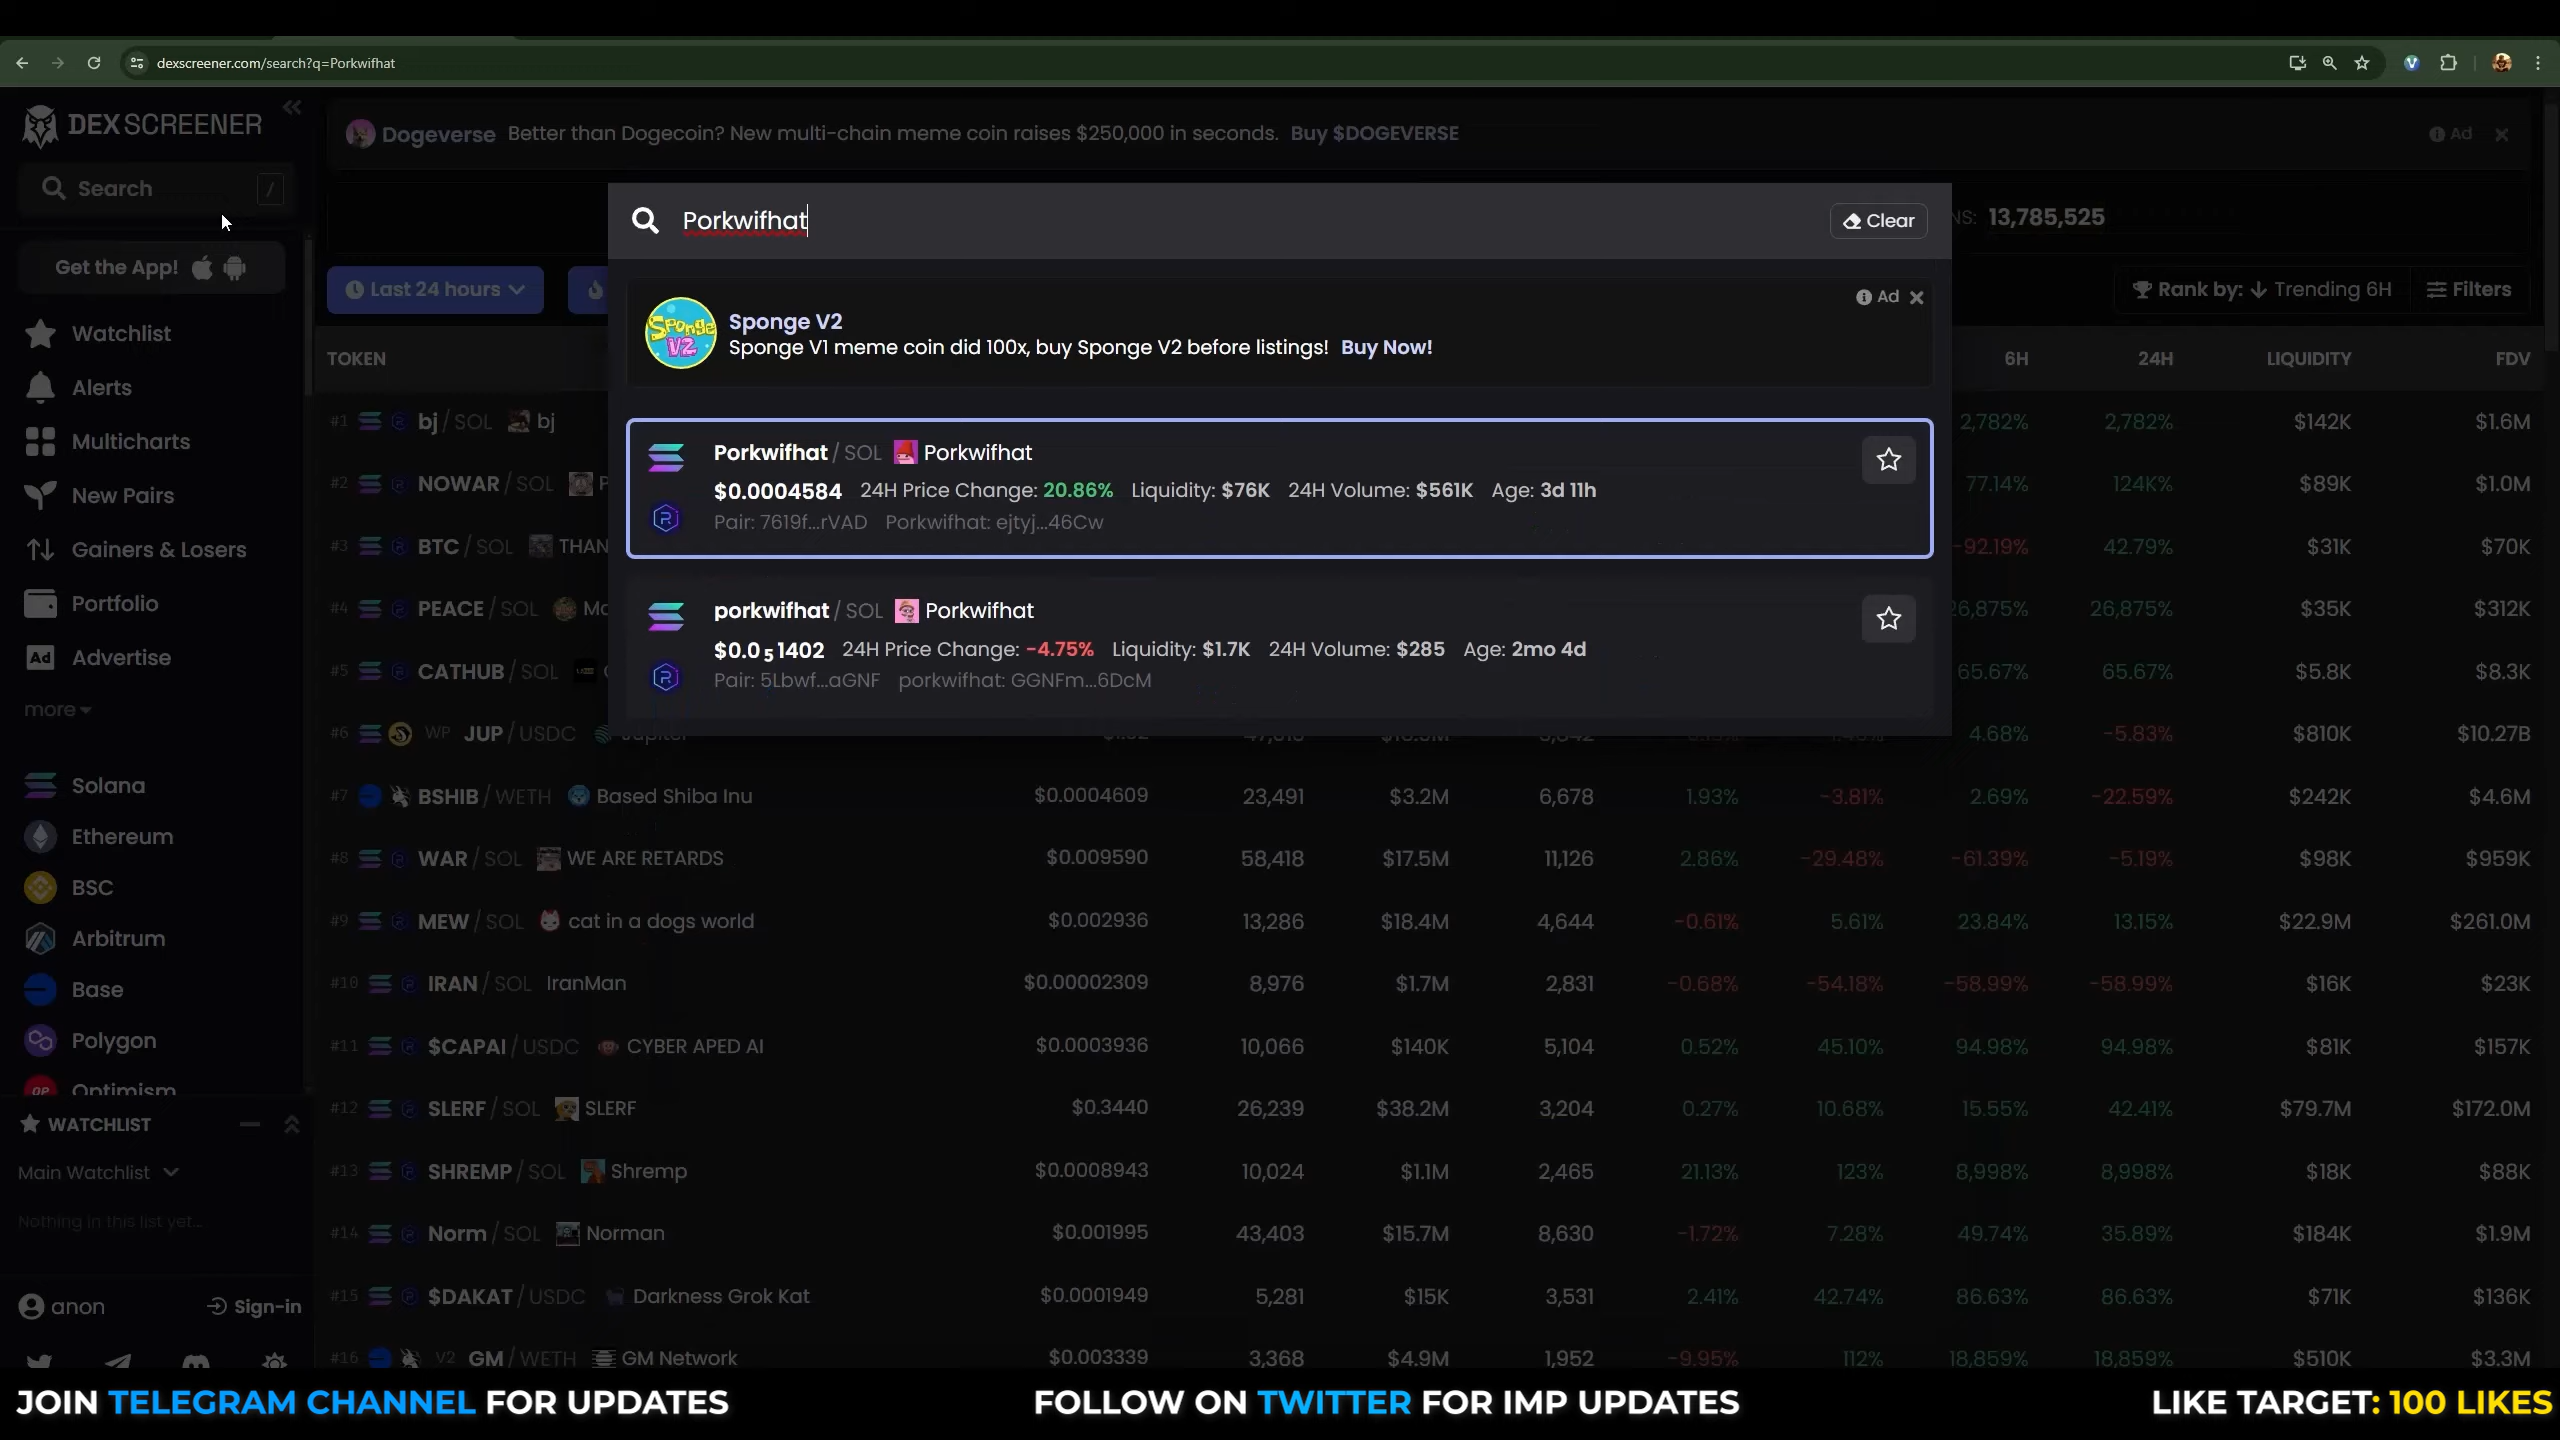 dexscreener.com/search?q=Porkwifhat
DEX SCREENER
Dogeverse Better than Dogecoin? New multi-chain meme coin raises $250,000 in seconds. Buy $DOGEVERSE
Ad
Search /
Porkwifhat
Clear
NS: 13,785,525
Get the App!
Last 24 hours
Rank by: Trending 6H Filters
Sponge V2
Sponge V2
Sponge V1 meme coin did 100x, buy Sponge V2 before listings! Buy Now!
Ad
Watchlist
Alerts
Multicharts
New Pairs
Gainers & Losers
Portfolio
Ad Advertise
more
Porkwifhat / SOL Porkwifhat
$0.0004584 24H Price Change: 20.86% Liquidity: $76K 24H Volume: $561K Age: 3d 11h
Pair: 7619f...rVAD Porkwifhat: ejtyj...46Cw
porkwifhat / SOL Porkwifhat
$0.0₅1402 24H Price Change: -4.75% Liquidity: $1.7K 24H Volume: $285 Age: 2mo 4d
Pair: 5Lbwf...aGNF porkwifhat: GGNFm...6DcM
TOKEN 6H 24H LIQUIDITY FDV
#1 bj / SOL bj 2,782% 2,782% $142K $1.6M
#2 NOWAR / SOL P 77.14% 124K% $89K $1.0M
#3 BTC / SOL THAN -92.19% 42.79% $31K $70K
#4 PEACE / SOL Ma 26,875% 26,875% $35K $312K
#5 CATHUB / SOL 65.67% 65.67% $5.8K $8.3K
#6 WP JUP / USDC Jupiter 4.68% -5.83% $810K $10.27B
#7 BSHIB / WETH Based Shiba Inu $0.0004609 23,491 $3.2M 6,678 1.93% -3.81% 2.69% -22.59% $242K $4.6M
#8 WAR / SOL WE ARE RETARDS $0.009590 58,418 $17.5M 11,126 2.86% -29.48% -61.39% -5.19% $98K $959K
#9 MEW / SOL cat in a dogs world $0.002936 13,286 $18.4M 4,644 -0.61% 5.61% 23.84% 13.15% $22.9M $261.0M
#10 IRAN / SOL IranMan $0.00002309 8,976 $1.7M 2,831 -0.68% -54.18% -58.99% -58.99% $16K $23K
#11 $CAPAI / USDC CYBER APED AI $0.0003936 10,066 $140K 5,104 0.52% 45.10% 94.98% 94.98% $81K $157K
#12 SLERF / SOL SLERF $0.3440 26,239 $38.2M 3,204 0.27% 10.68% 15.55% 42.41% $79.7M $172.0M
#13 SHREMP / SOL Shremp $0.0008943 10,024 $1.1M 2,465 21.13% 123% 8,998% 8,998% $18K $88K
#14 Norm / SOL Norman $0.001995 43,403 $15.7M 8,630 -1.72% 7.28% 49.74% 35.89% $184K $1.9M
#15 $DAKAT / USDC Darkness Grok Kat $0.0001949 5,281 $15K 3,531 2.41% 42.74% 86.63% 86.63% $71K $136K
#16 V2 GM / WETH GM Network $0.003339 3,368 $4.9M 1,952 -9.95% 112% 18,859% 18,859% $510K $3.3M
Solana
Ethereum
BSC
Arbitrum
Base
Polygon
OP Optimism
WATCHLIST
Main Watchlist
Nothing in this list yet...
anon Sign-in
JOIN TELEGRAM CHANNEL FOR UPDATES
FOLLOW ON TWITTER FOR IMP UPDATES
LIKE TARGET: 100 LIKES